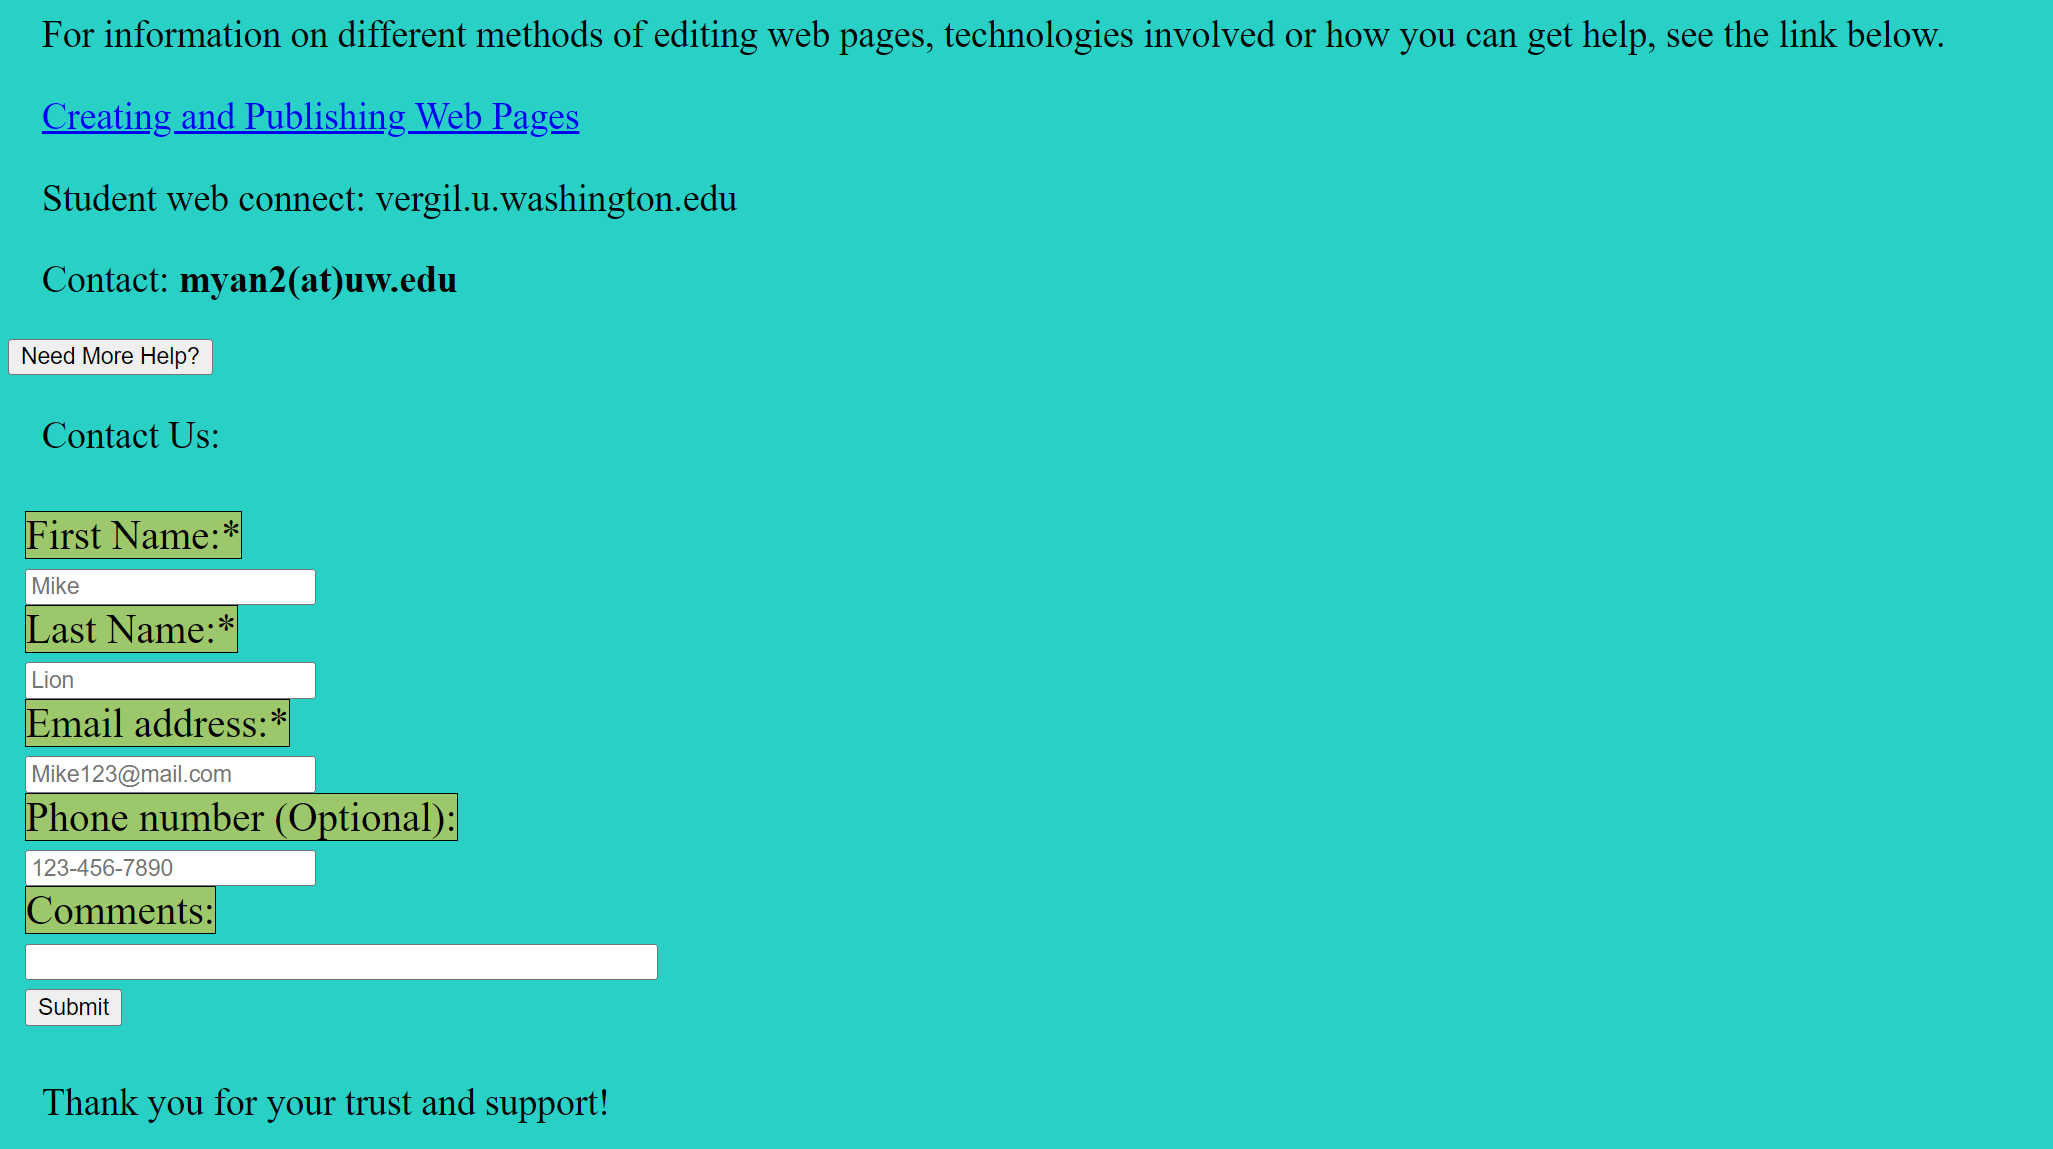 For information on different methods of editing web pages, technologies involved or how you can get help, see the link below.
Creating and Publishing Web Pages
Student web connect: vergil.u.washington.edu
Contact: myan2(at)uw.edu
Need More Help?
Contact Us:
First Name:*
Mike
Last Name:*
Lion
Email address:*
Mike123@mail.com
Phone number (Optional):
123-456-7890
Comments:
Submit
Thank you for your trust and support!